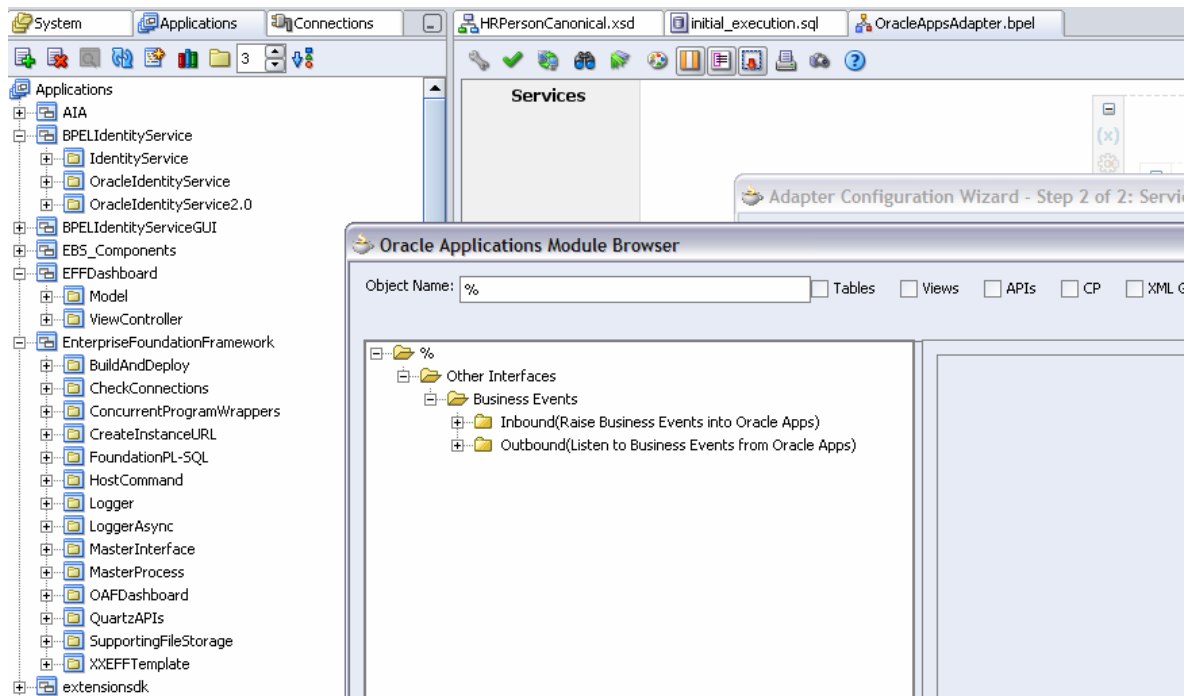 System Applications Connections
HRPersonCanonical.xsd initial_execution.sql OracleAppsAdapter.bpel
3
Applications
AIA
BPELIdentityService
IdentityService
OracleIdentityService
OracleIdentityService2.0
BPELIdentityServiceGUI
EBS_Components
EFFDashboard
Model
ViewController
EnterpriseFoundationFramework
BuildAndDeploy
CheckConnections
ConcurrentProgramWrappers
CreateInstanceURL
FoundationPL-SQL
HostCommand
Logger
LoggerAsync
MasterInterface
MasterProcess
OAFDashboard
QuartzAPIs
SupportingFileStorage
XXEFFTemplate
extensionsdk
Services
(x)
Adapter Configuration Wizard - Step 2 of 2: Servi
Oracle Applications Module Browser
Object Name: % Tables Views APIs CP XML G
%
Other Interfaces
Business Events
Inbound(Raise Business Events into Oracle Apps)
Outbound(Listen to Business Events from Oracle Apps)